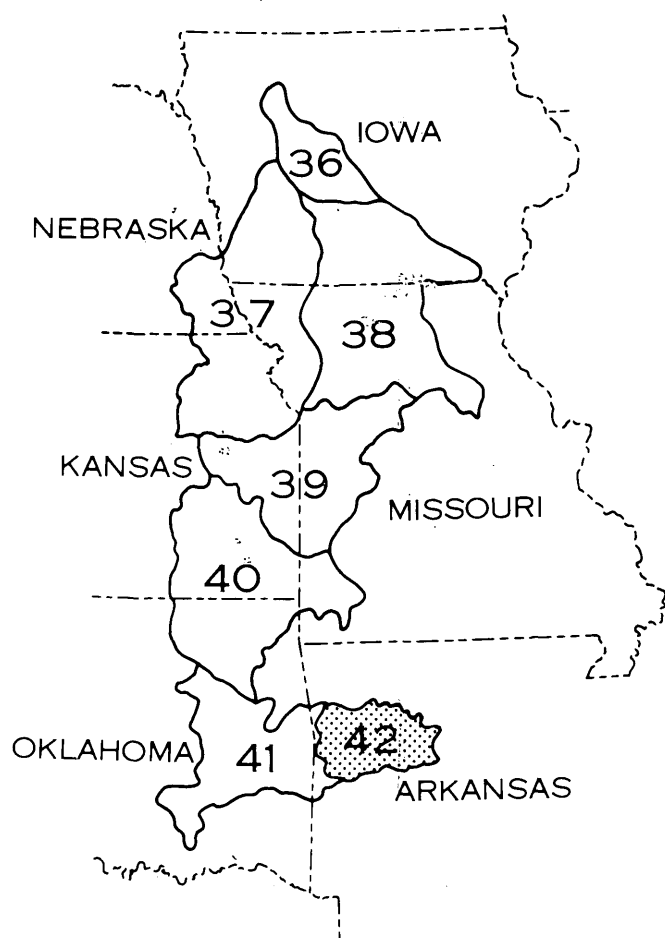 IOWA
36
NEBRASKA
37
38
KANSAS
39
MISSOURI
40
OKLAHOMA
41
42
ARKANSAS